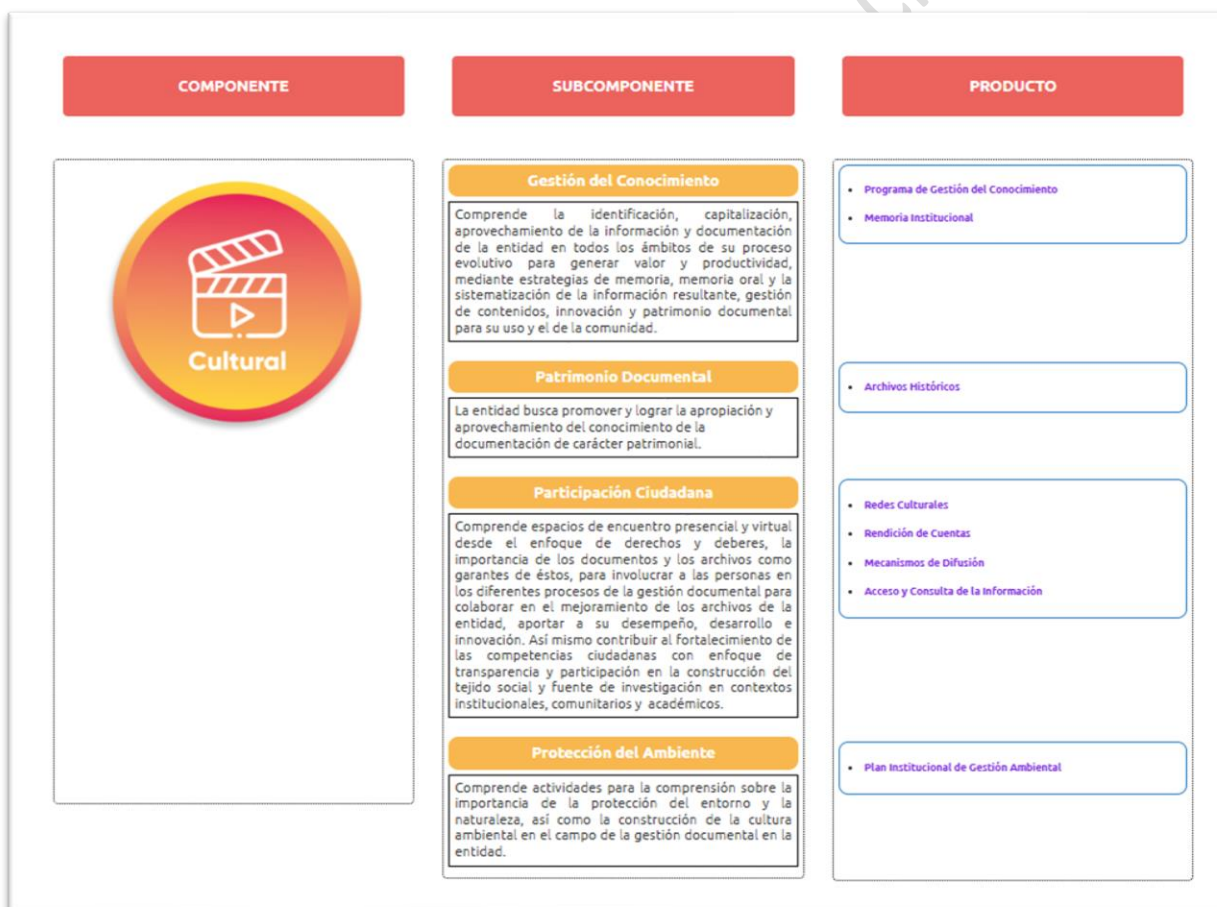 COMPONENTE
SUBCOMPONENTE
PRODUCTO
Cultural
Gestión del Conocimiento
Comprende la identificación, capitalización,
aprovechamiento de la información y documentación
de la entidad en todos los ámbitos de su proceso
evolutivo para generar valor y productividad,
mediante estrategias de memoria, memoria oral y la
sistematización de la información resultante, gestión
de contenidos, innovación y patrimonio documental
para su uso y el de la comunidad.
• Programa de Gestión del Conocimiento
• Memoria Institucional
Patrimonio Documental
La entidad busca promover y lograr la apropiación y
aprovechamiento del conocimiento de la
documentación de carácter patrimonial.
• Archivos Históricos
Participación Ciudadana
Comprende espacios de encuentro presencial y virtual
desde el enfoque de derechos y deberes, la
importancia de los documentos y los archivos como
garantes de éstos, para involucrar a las personas en
los diferentes procesos de la gestión documental para
colaborar en el mejoramiento de los archivos de la
entidad, aportar a su desempeño, desarrollo e
innovación. Así mismo contribuir al fortalecimiento de
las competencias ciudadanas con enfoque de
transparencia y participación en la construcción del
tejido social y fuente de investigación en contextos
institucionales, comunitarios y académicos.
• Redes Culturales
• Rendición de Cuentas
• Mecanismos de Difusión
• Acceso y Consulta de la Información
Protección del Ambiente
Comprende actividades para la comprensión sobre la
importancia de la protección del entorno y la
naturaleza, así como la construcción de la cultura
ambiental en el campo de la gestión documental en la
entidad.
• Plan Institucional de Gestión Ambiental